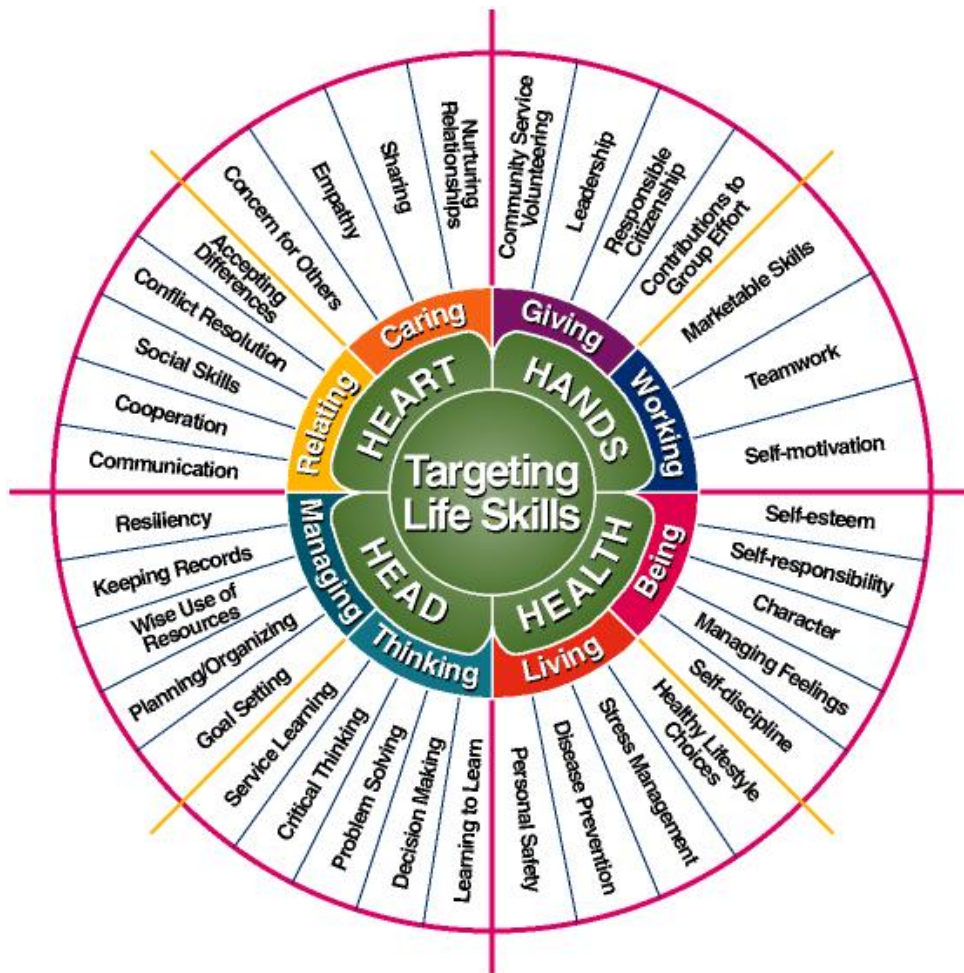 Targeting
Life Skills
HEART
HANDS
HEALTH
HEAD
Caring
Giving
Working
Being
Living
Thinking
Managing
Relating
Community Service
Volunteering
Leadership
Responsible
Citizenship
Contributions to
Group Effort
Marketable Skills
Teamwork
Self-motivation
Self-esteem
Self-responsibility
Character
Managing Feelings
Self-discipline
Healthy Lifestyle
Choices
Stress Management
Disease Prevention
Personal Safety
Learning to Learn
Decision Making
Problem Solving
Critical Thinking
Service Learning
Goal Setting
Planning/Organizing
Wise Use of
Resources
Keeping Records
Resiliency
Communication
Cooperation
Social Skills
Conflict Resolution
Accepting
Differences
Concern for Others
Empathy
Sharing
Nurturing
Relationships